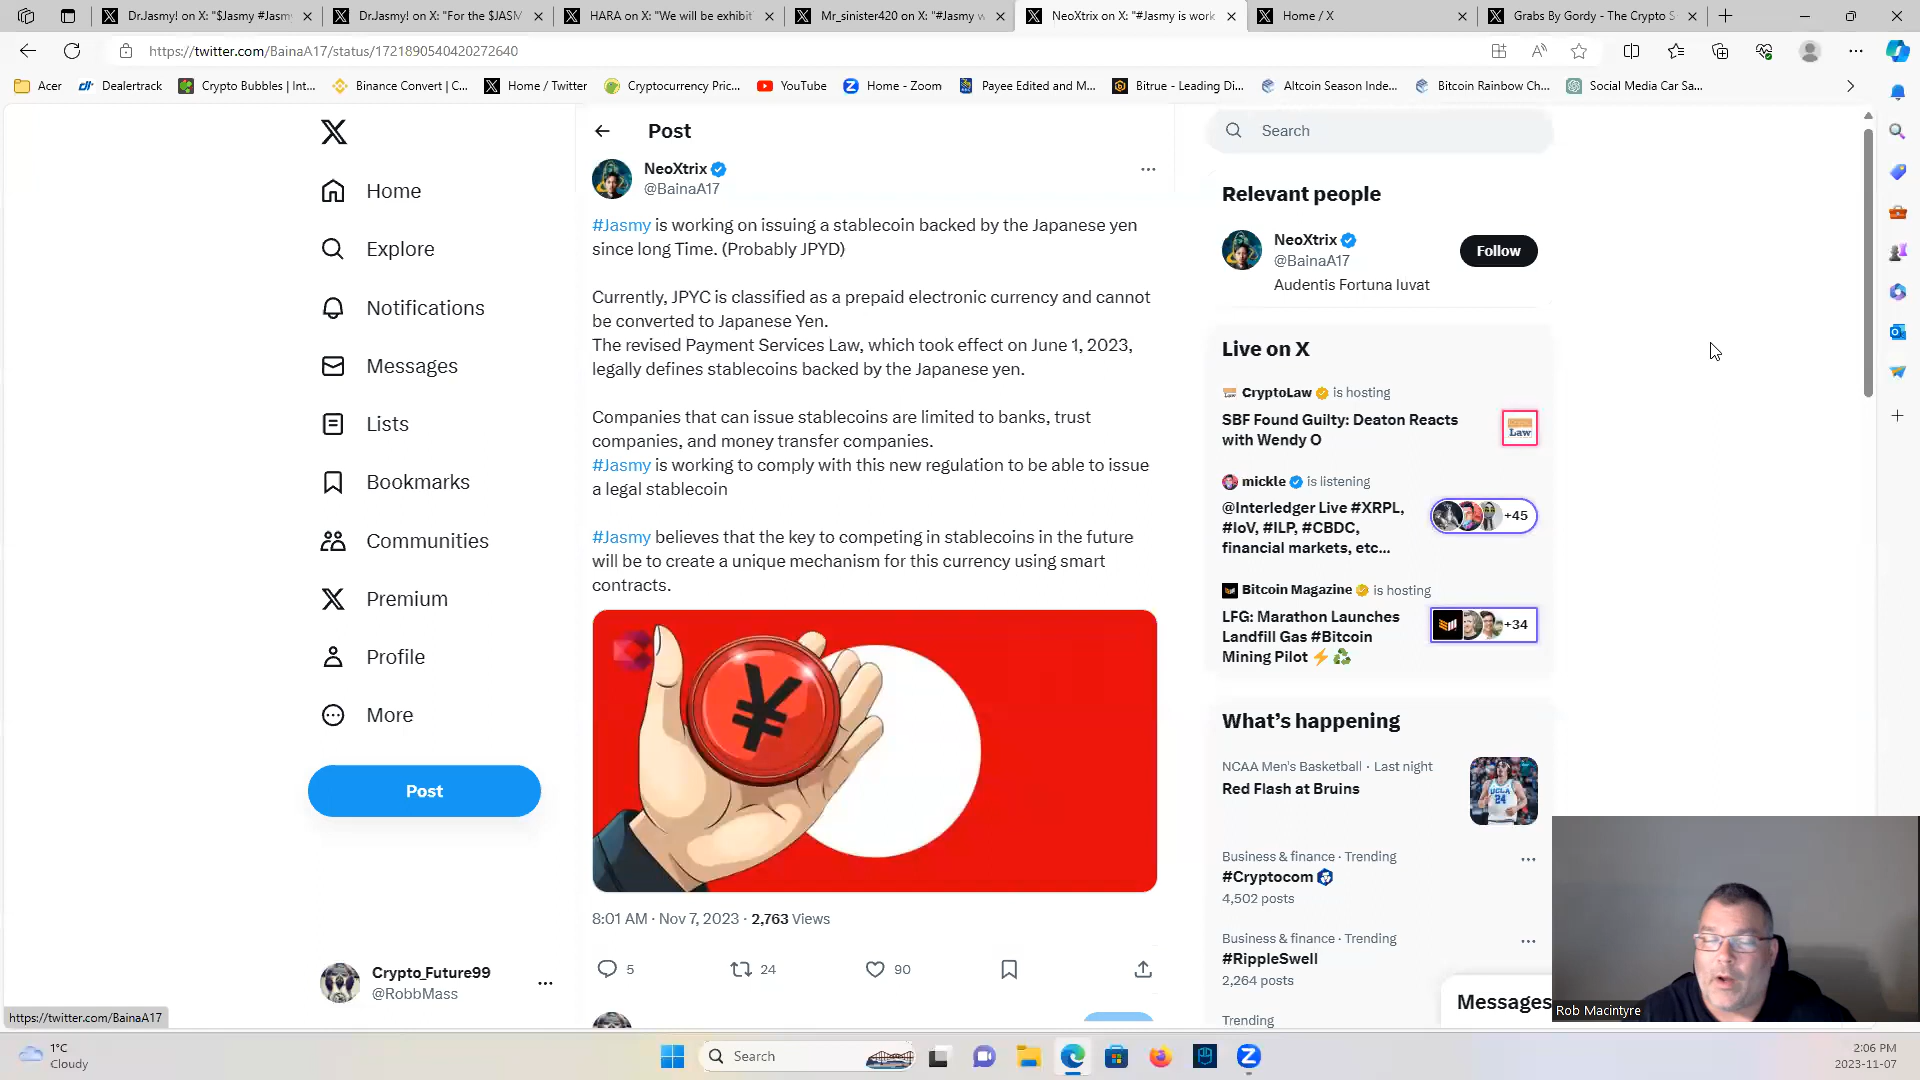 Dr.Jasmy! on X: "$Jasmy #Jasmy
Dr.Jasmy! on X: "For the $JASM
HARA on X: "We will be exhibit
Mr_sinister420 on X: "#Jasmy w
NeoXtrix on X: "#Jasmy is work
Home / X
Grabs By Gordy - The Crypto S
https://twitter.com/BainaA17/status/1721890540420272640
Acer
Dealertrack
Crypto Bubbles | Int...
Binance Convert | C...
Home / Twitter
Cryptocurrency Pric...
YouTube
Home - Zoom
Payee Edited and M...
Bitrue - Leading Di...
Altcoin Season Inde...
Bitcoin Rainbow Ch...
Social Media Car Sa...
Home
Explore
Notifications
Messages
Lists
Bookmarks
Communities
Premium
Profile
More
Post
Crypto_Future99
@RobbMass
https://twitter.com/BainaA17
Post
NeoXtrix
@BainaA17
#Jasmy is working on issuing a stablecoin backed by the Japanese yen
since long Time. (Probably JPYD)
Currently, JPYC is classified as a prepaid electronic currency and cannot
be converted to Japanese Yen.
The revised Payment Services Law, which took effect on June 1, 2023,
legally defines stablecoins backed by the Japanese yen.
Companies that can issue stablecoins are limited to banks, trust
companies, and money transfer companies.
#Jasmy is working to comply with this new regulation to be able to issue
a legal stablecoin
#Jasmy believes that the key to competing in stablecoins in the future
will be to create a unique mechanism for this currency using smart
contracts.
¥
8:01 AM · Nov 7, 2023 · 2,763 Views
5
24
90
Search
Relevant people
NeoXtrix
@BainaA17
Follow
Audentis Fortuna Iuvat
Live on X
CryptoLaw is hosting
SBF Found Guilty: Deaton Reacts
with Wendy O
Law
mickle is listening
@Interledger Live #XRPL,
#IoV, #ILP, #CBDC,
financial markets, etc...
+45
Bitcoin Magazine is hosting
LFG: Marathon Launches
Landfill Gas #Bitcoin
Mining Pilot ⚡♻
+34
What's happening
NCAA Men's Basketball · Last night
Red Flash at Bruins
UCLA
24
Business & finance · Trending
#Cryptocom
4,502 posts
Business & finance · Trending
#RippleSwell
2,264 posts
Trending
Messages
Rob Macintyre
1°C
Cloudy
Search
2:06 PM
2023-11-07